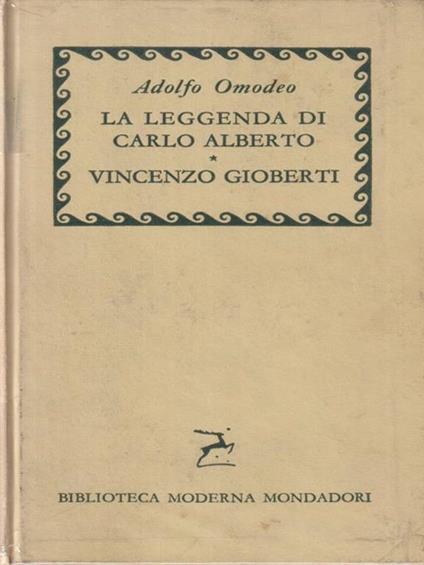 Adolfo Omodeo
LA LEGGENDA DI
CARLO ALBERTO
*
VINCENZO GIOBERTI
BIBLIOTECA MODERNA MONDADORI